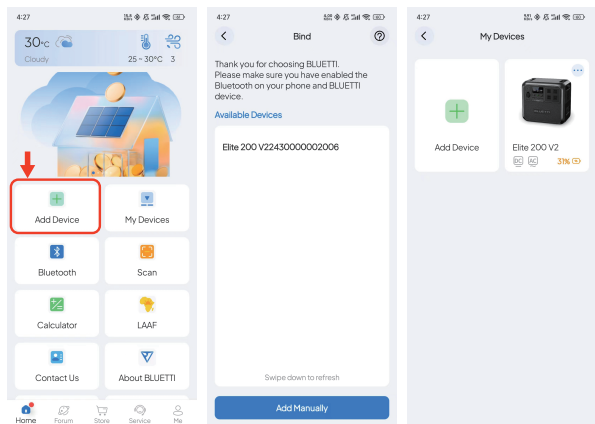 4:27
30°C
Cloudy
25 ~ 30°C 3
Add Device
My Devices
Bluetooth
Scan
Calculator
LAAF
Contact Us
About BLUETTI
Home
Forum
Store
Service
Me
4:27
Bind
Thank you for choosing BLUETTI.
Please make sure you have enabled the
Bluetooth on your phone and BLUETTI
device.
Available Devices
Elite 200 V22430000002006
Swipe down to refresh
Add Manually
4:27
My Devices
Add Device
Elite 200 V2
DC AC 31%